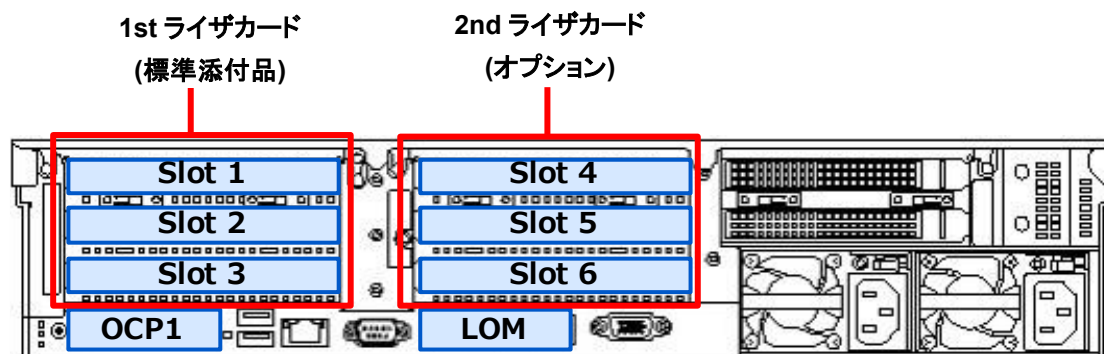 1st ライザカード
(標準添付品)
2nd ライザカード
(オプション)
Slot 1
Slot 2
Slot 3
Slot 4
Slot 5
Slot 6
OCP1
LOM